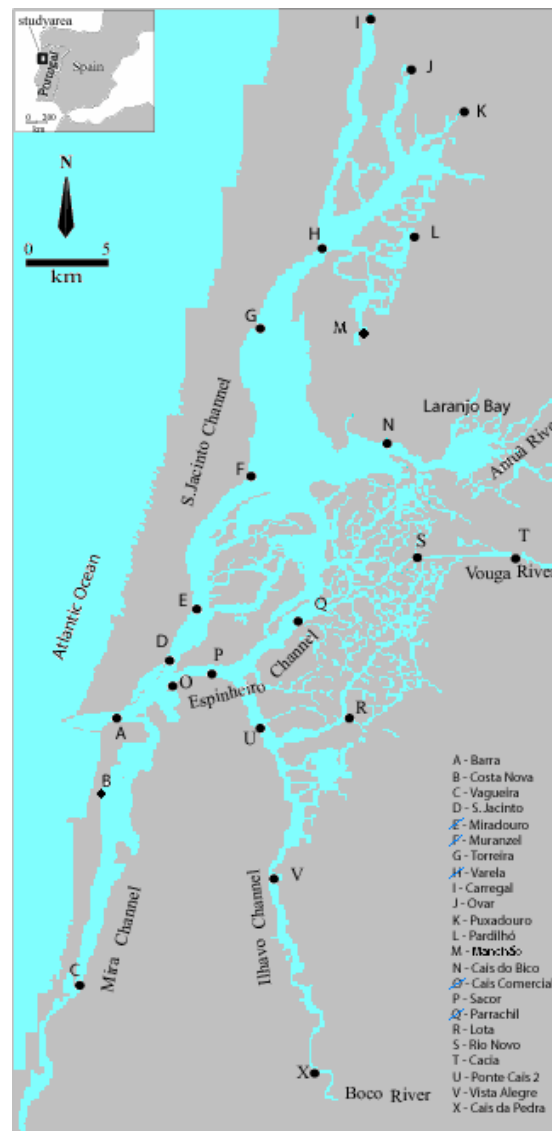 studyarea
Portugal
Spain
0 200
km
N
0 5
km
I
J
K
H
L
G
M
S.Jacinto Channel
N
Laranjo Bay
Antuã River
F
S
T
Vouga River
Atlantic Ocean
E
Q
D
P
O
Espinheiro Channel
A
U
R
B
Mira Channel
V
Ilhavo Channel
C
X
Boco River
A - Barra
B - Costa Nova
C - Vagueira
D - S. Jacinto
E - Miradouro
F - Muranzel
G - Torreira
H - Varela
I - Carregal
J - Ovar
K - Puxadouro
L - Pardilhó
M -
N - Cais do Bico
O - Cais Comercial
P - Sacor
Q - Parrachil
R - Lota
S - Rio Novo
T - Cacia
U - Ponte Cais 2
V - Vista Alegre
X - Cais da Pedra